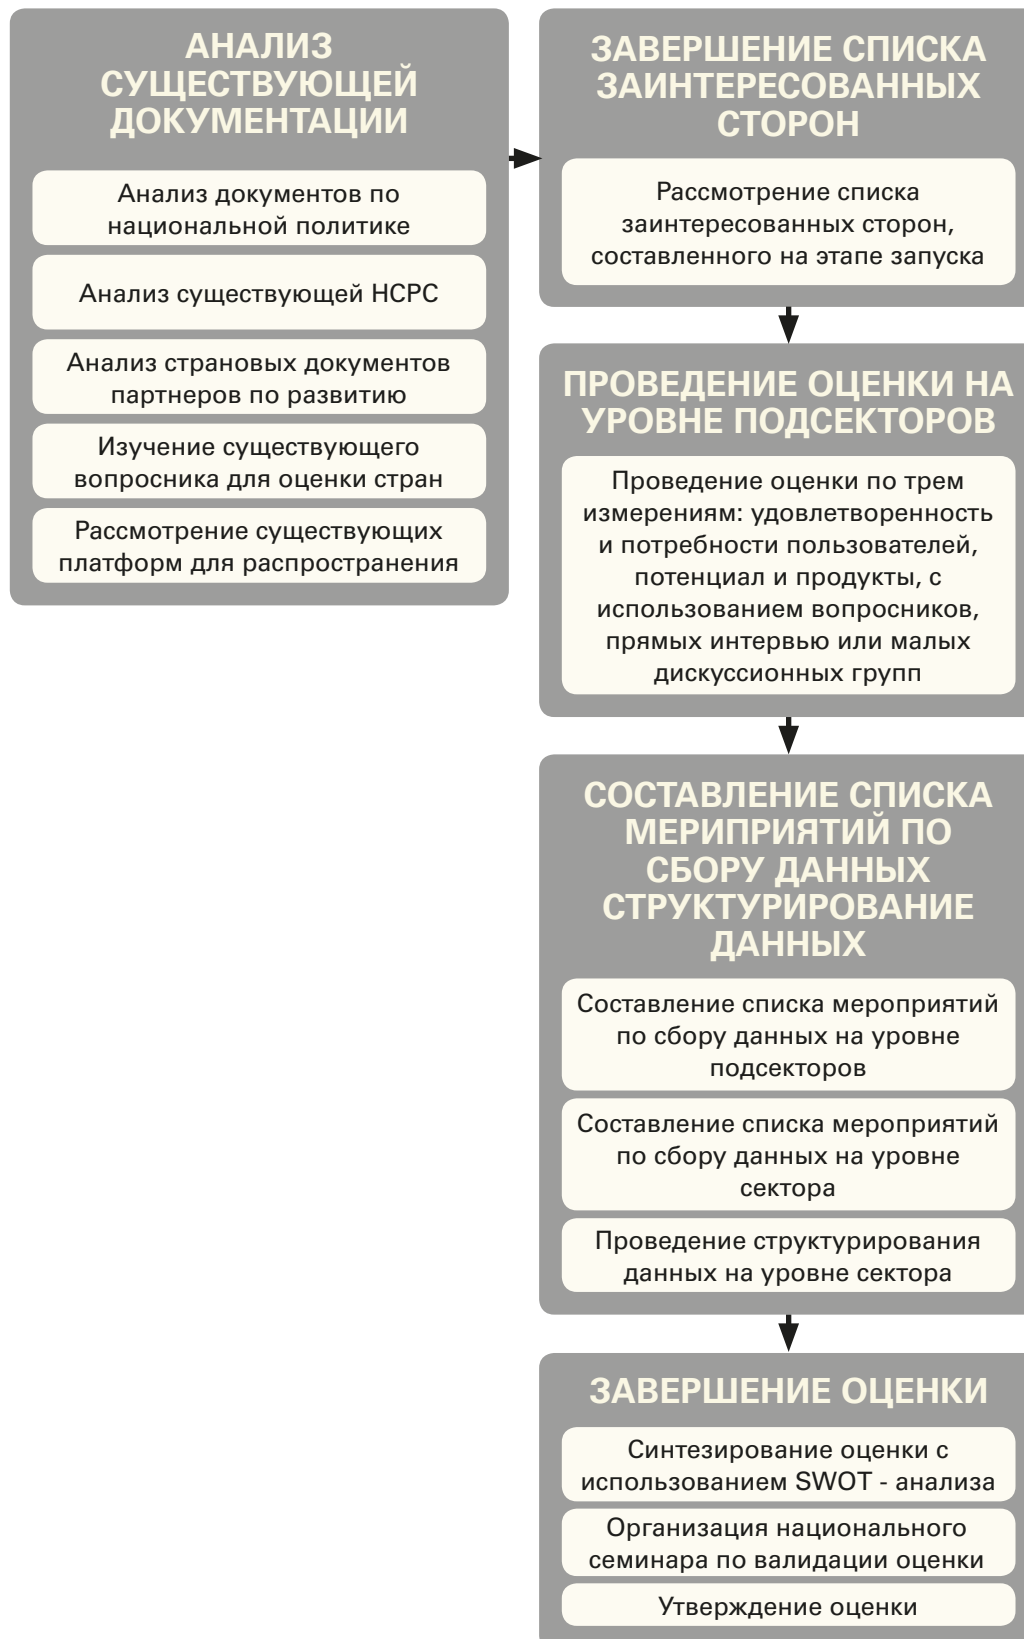 АНАЛИЗ
СУЩЕСТВУЮЩЕЙ
ДОКУМЕНТАЦИИ
Анализ документов по
национальной политике
Анализ существующей НСРС
Анализ страновых документов
партнеров по развитию
Изучение существующего
вопросника для оценки стран
Рассмотрение существующих
платформ для распространения
ЗАВЕРШЕНИЕ СПИСКА
ЗАИНТЕРЕСОВАННЫХ
СТОРОН
Рассмотрение списка
заинтересованных сторон,
составленного на этапе запуска
ПРОВЕДЕНИЕ ОЦЕНКИ НА
УРОВНЕ ПОДСЕКТОРОВ
Проведение оценки по трем
измерениям: удовлетворенность
и потребности пользователей,
потенциал и продукты, с
использованием вопросников,
прямых интервью или малых
дискуссионных групп
СОСТАВЛЕНИЕ СПИСКА
МЕРИПРИЯТИЙ ПО
СБОРУ ДАННЫХ
СТРУКТУРИРОВАНИЕ
ДАННЫХ
Составление списка мероприятий
по сбору данных на уровне
подсекторов
Составление списка мероприятий
по сбору данных на уровне
сектора
Проведение структурирования
данных на уровне сектора
ЗАВЕРШЕНИЕ ОЦЕНКИ
Синтезирование оценки с
использованием SWOT - анализа
Организация национального
семинара по валидации оценки
Утверждение оценки